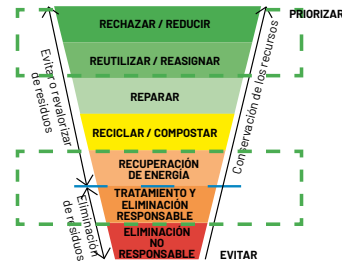 PRIORIZAR
RECHAZAR / REDUCIR
REUTILIZAR / REASIGNAR
REPARAR
RECICLAR / COMPOSTAR
RECUPERACIÓN
DE ENERGÍA
TRATAMIENTO Y
ELIMINACIÓN
RESPONSABLE
ELIMINACIÓN
NO
RESPONSABLE
EVITAR
Evitar o revalorizar
de residuos
Eliminación
de residuos
Conservación de los recursos